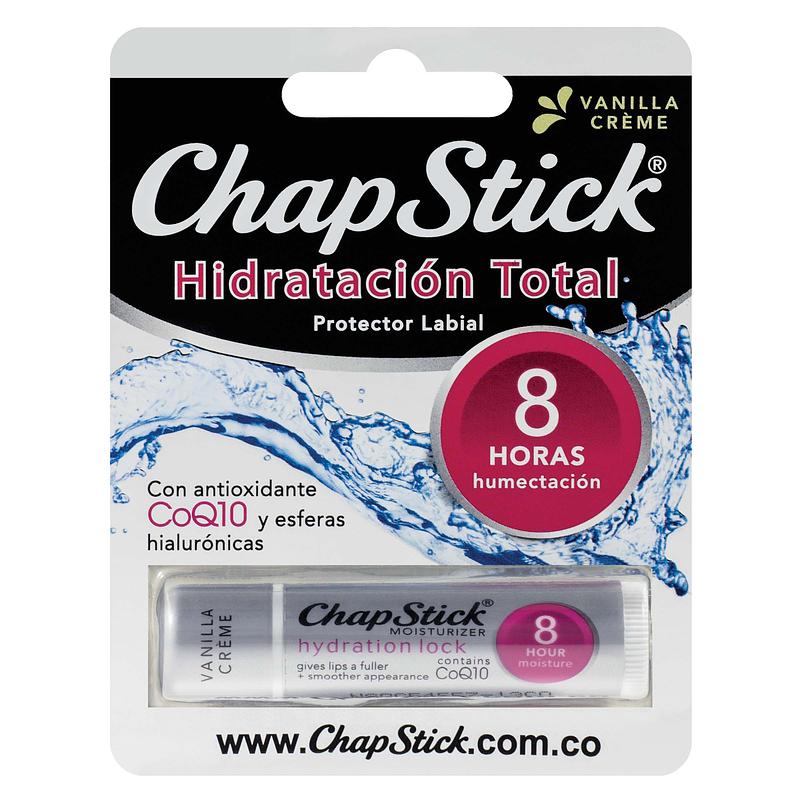 VANILLA
CRÈME
ChapStick®
Hidratación Total
Protector Labial
8
HORAS
humectación
Con antioxidante
CoQ10 y esferas
hialurónicas
VANILLA
CRÈME
ChapStick®
MOISTURIZER
hydration lock
gives lips a fuller
+ smoother appearance
contains
CoQ10
8
HOUR
moisture
www.ChapStick.com.co